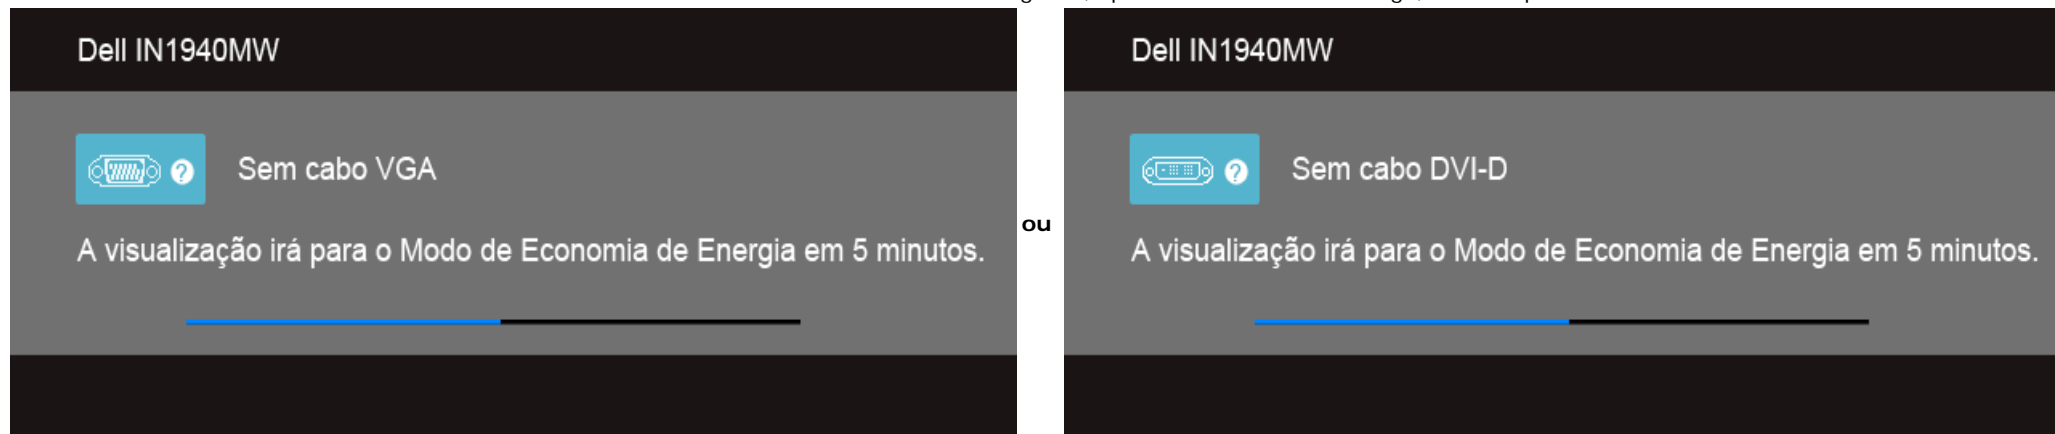 Dell IN1940MW
Sem cabo VGA
A visualização irá para o Modo de Economia de Energia em 5 minutos.
ou
Dell IN1940MW
Sem cabo DVI-D
A visualização irá para o Modo de Economia de Energia em 5 minutos.